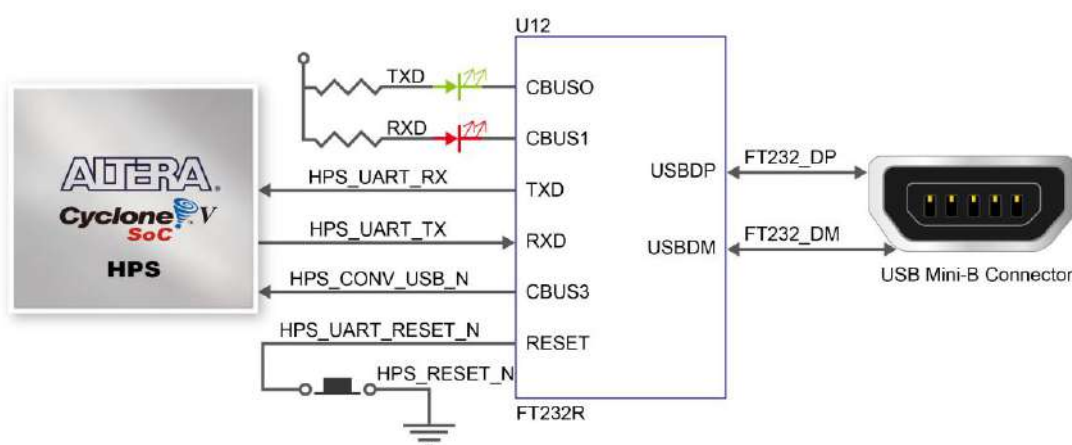 U12
TXD
CBUSO
RXD
CBUS1
ALTERA.
Cyclone V
SoC
HPS
HPS_UART_RX
TXD
HPS_UART_TX
RXD
HPS_CONV_USB_N
CBUS3
HPS_UART_RESET_N
RESET
HPS_RESET_N
FT232R
USBDP
FT232_DP
USBDM
FT232_DM
USB Mini-B Connector